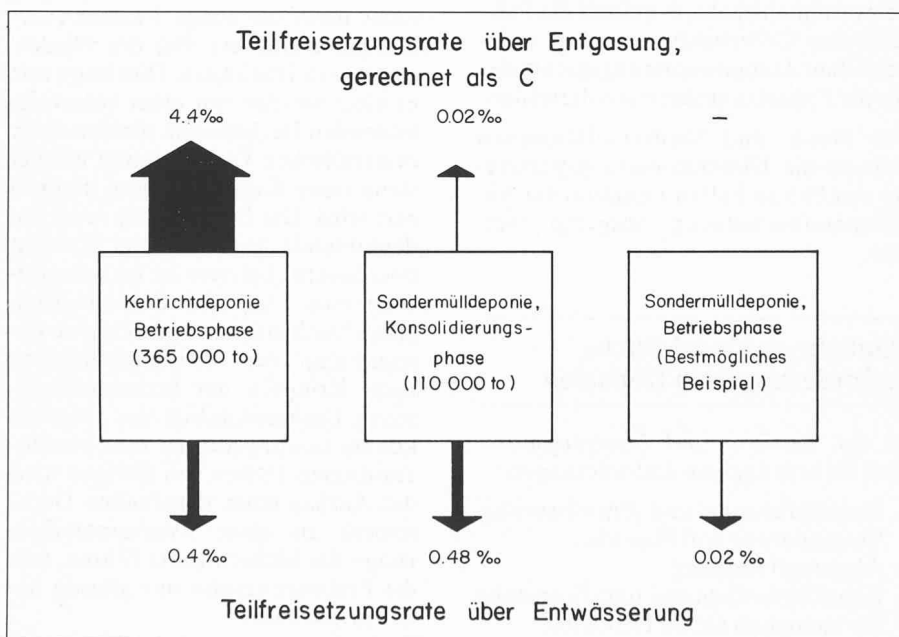 Teilfreisetzungsrate über Entgasung,
gerechnet als C
4.4‰ 0.02‰ –
Kehrichtdeponie
Betriebsphase
(365 000 to)
Sondermülldeponie,
Konsolidierungs-
phase
(110 000 to)
Sondermülldeponie,
Betriebsphase
(Bestmögliches
Beispiel)
0.4‰ 0.48‰ 0.02‰
Teilfreisetzungsrate über Entwässerung